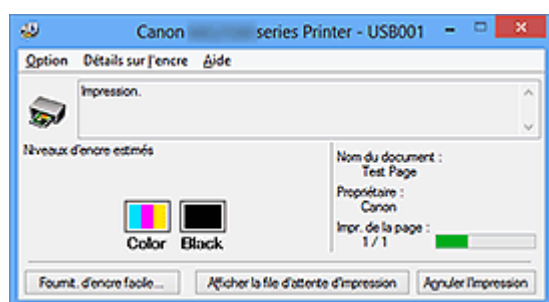 Canon series Printer - USB001
Option Détails sur l'encre Aide
Impression.
Niveaux d'encre estimés
Color Black
Nom du document :
Test Page
Propriétaire :
Canon
Impr. de la page :
1 / 1
Fournit. d'encre facile... Afficher la file d'attente d'impression Annuler l'impression